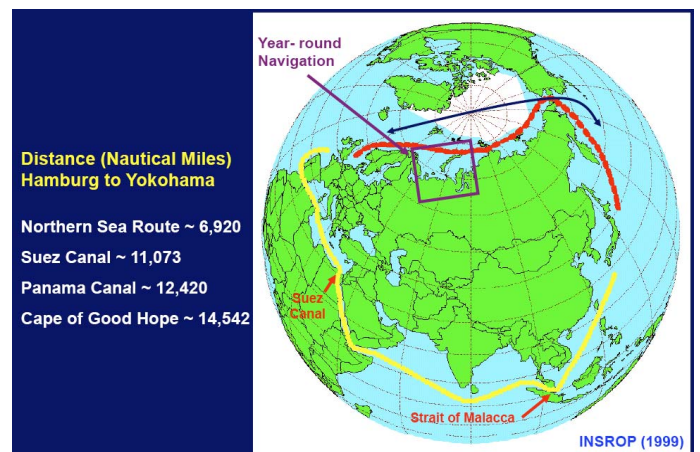 Year- round
Navigation
Distance (Nautical Miles)
Hamburg to Yokohama
Northern Sea Route ~ 6,920
Suez Canal ~ 11,073
Panama Canal ~ 12,420
Cape of Good Hope ~ 14,542
Suez
Canal
Strait of Malacca
INSROP (1999)